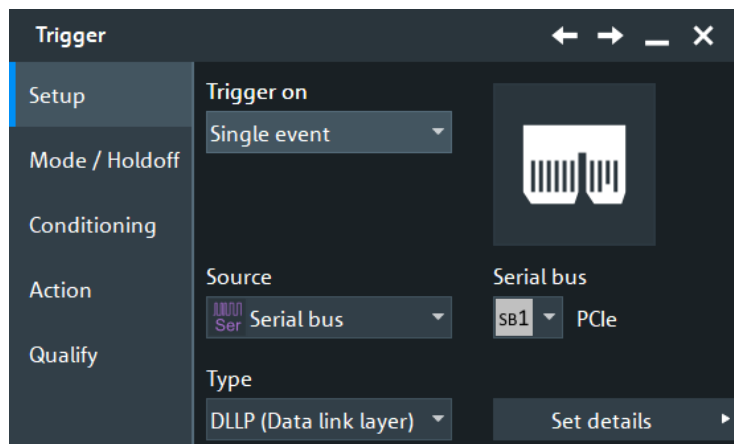 Trigger
Setup
Mode / Holdoff
Conditioning
Action
Qualify
Trigger on
Single event
Source
Ser Serial bus
Serial bus
SB1 PCIe
Type
DLLP (Data link layer)
Set details